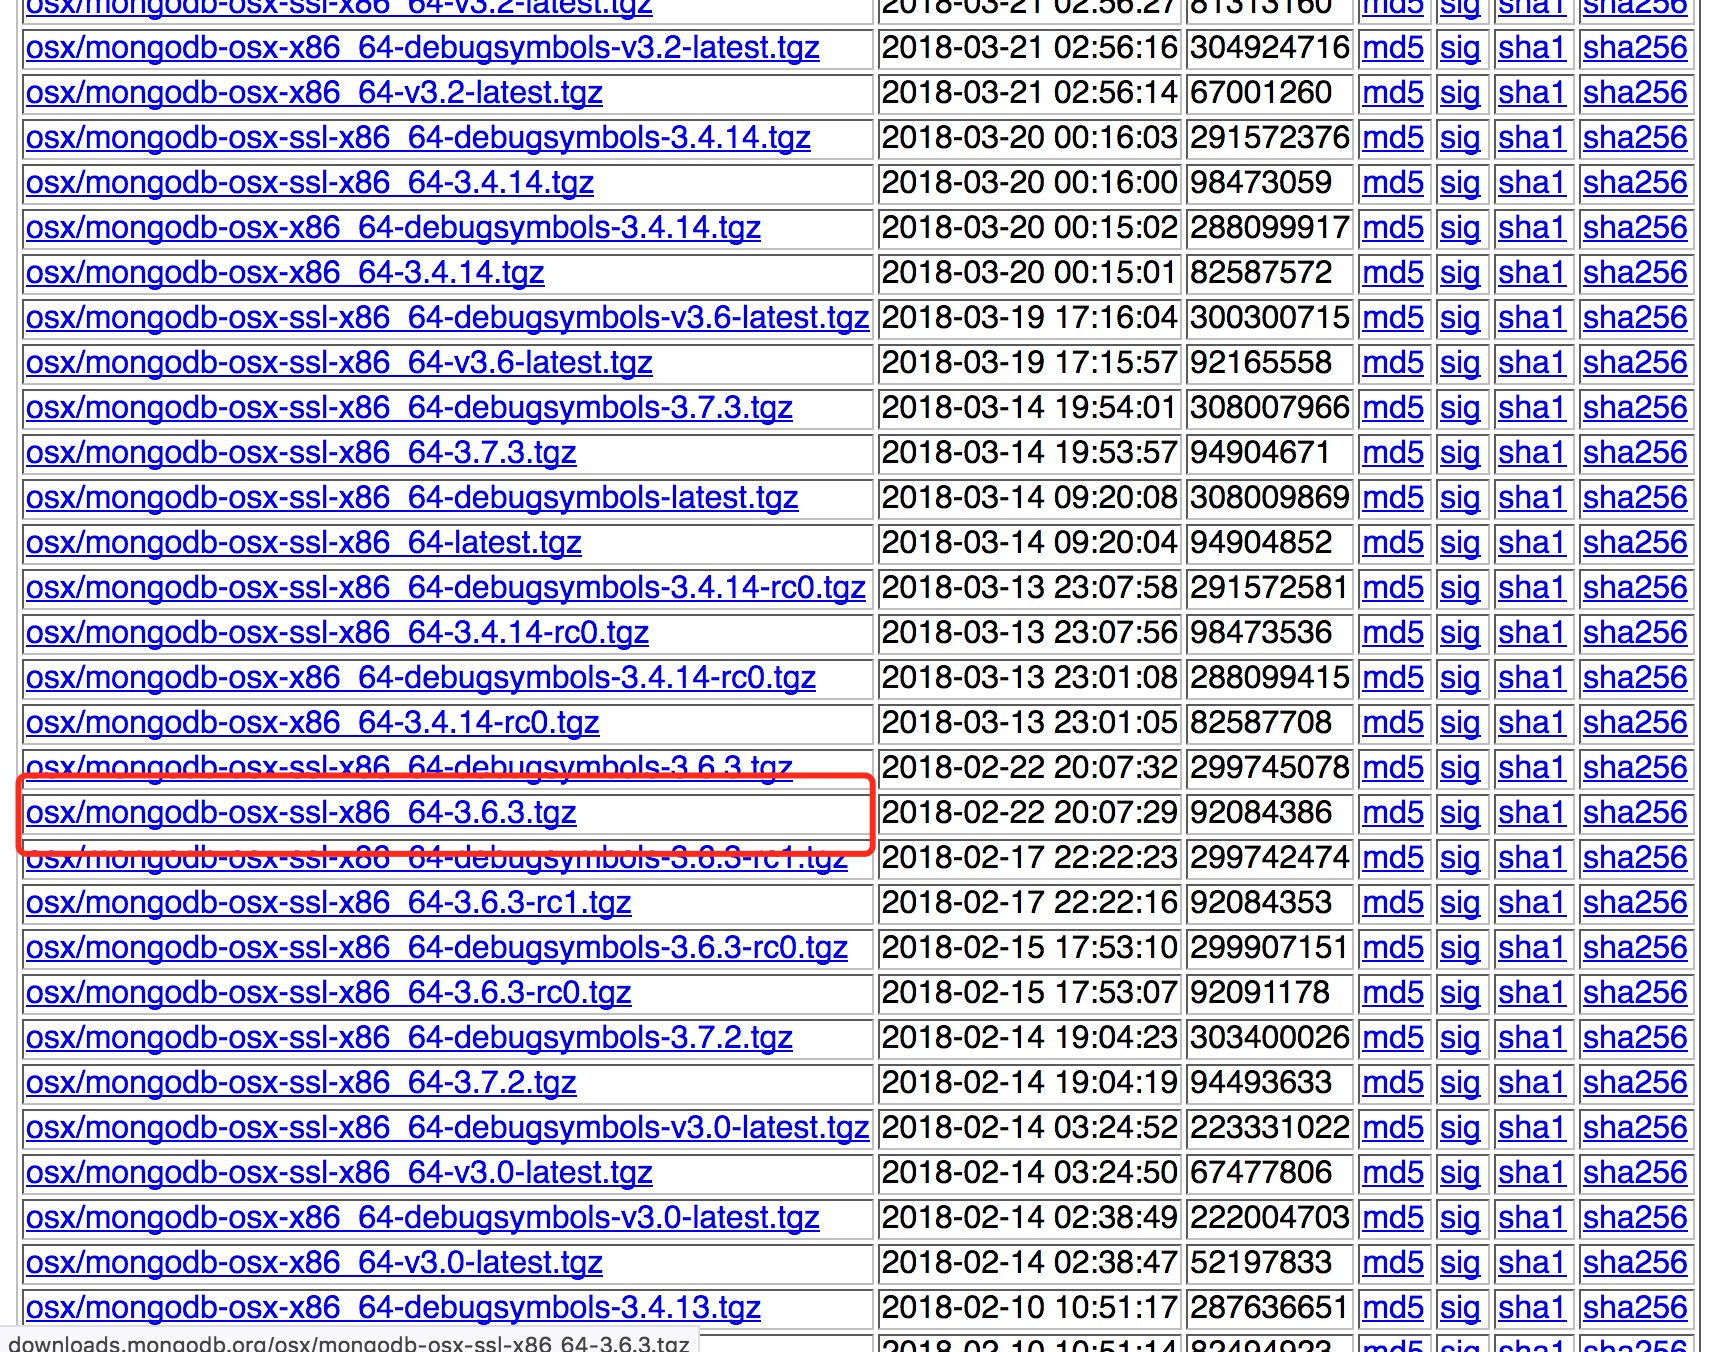 osx/mongodb-osx-ssl-x86_64-v3.2-latest.tgz 2018-03-21 02:56:27 81313160 md5 sig sha1 sha256
osx/mongodb-osx-x86_64-debugsymbols-v3.2-latest.tgz 2018-03-21 02:56:16 304924716 md5 sig sha1 sha256
osx/mongodb-osx-x86_64-v3.2-latest.tgz 2018-03-21 02:56:14 67001260 md5 sig sha1 sha256
osx/mongodb-osx-ssl-x86_64-debugsymbols-3.4.14.tgz 2018-03-20 00:16:03 291572376 md5 sig sha1 sha256
osx/mongodb-osx-ssl-x86_64-3.4.14.tgz 2018-03-20 00:16:00 98473059 md5 sig sha1 sha256
osx/mongodb-osx-x86_64-debugsymbols-3.4.14.tgz 2018-03-20 00:15:02 288099917 md5 sig sha1 sha256
osx/mongodb-osx-x86_64-3.4.14.tgz 2018-03-20 00:15:01 82587572 md5 sig sha1 sha256
osx/mongodb-osx-ssl-x86_64-debugsymbols-v3.6-latest.tgz 2018-03-19 17:16:04 300300715 md5 sig sha1 sha256
osx/mongodb-osx-ssl-x86_64-v3.6-latest.tgz 2018-03-19 17:15:57 92165558 md5 sig sha1 sha256
osx/mongodb-osx-ssl-x86_64-debugsymbols-3.7.3.tgz 2018-03-14 19:54:01 308007966 md5 sig sha1 sha256
osx/mongodb-osx-ssl-x86_64-3.7.3.tgz 2018-03-14 19:53:57 94904671 md5 sig sha1 sha256
osx/mongodb-osx-ssl-x86_64-debugsymbols-latest.tgz 2018-03-14 09:20:08 308009869 md5 sig sha1 sha256
osx/mongodb-osx-ssl-x86_64-latest.tgz 2018-03-14 09:20:04 94904852 md5 sig sha1 sha256
osx/mongodb-osx-ssl-x86_64-debugsymbols-3.4.14-rc0.tgz 2018-03-13 23:07:58 291572581 md5 sig sha1 sha256
osx/mongodb-osx-ssl-x86_64-3.4.14-rc0.tgz 2018-03-13 23:07:56 98473536 md5 sig sha1 sha256
osx/mongodb-osx-x86_64-debugsymbols-3.4.14-rc0.tgz 2018-03-13 23:01:08 288099415 md5 sig sha1 sha256
osx/mongodb-osx-x86_64-3.4.14-rc0.tgz 2018-03-13 23:01:05 82587708 md5 sig sha1 sha256
osx/mongodb-osx-ssl-x86_64-debugsymbols-3.6.3.tgz 2018-02-22 20:07:32 299745078 md5 sig sha1 sha256
osx/mongodb-osx-ssl-x86_64-3.6.3.tgz 2018-02-22 20:07:29 92084386 md5 sig sha1 sha256
osx/mongodb-osx-ssl-x86_64-debugsymbols-3.6.3-rc1.tgz 2018-02-17 22:22:23 299742474 md5 sig sha1 sha256
osx/mongodb-osx-ssl-x86_64-3.6.3-rc1.tgz 2018-02-17 22:22:16 92084353 md5 sig sha1 sha256
osx/mongodb-osx-ssl-x86_64-debugsymbols-3.6.3-rc0.tgz 2018-02-15 17:53:10 299907151 md5 sig sha1 sha256
osx/mongodb-osx-ssl-x86_64-3.6.3-rc0.tgz 2018-02-15 17:53:07 92091178 md5 sig sha1 sha256
osx/mongodb-osx-ssl-x86_64-debugsymbols-3.7.2.tgz 2018-02-14 19:04:23 303400026 md5 sig sha1 sha256
osx/mongodb-osx-ssl-x86_64-3.7.2.tgz 2018-02-14 19:04:19 94493633 md5 sig sha1 sha256
osx/mongodb-osx-ssl-x86_64-debugsymbols-v3.0-latest.tgz 2018-02-14 03:24:52 223331022 md5 sig sha1 sha256
osx/mongodb-osx-ssl-x86_64-v3.0-latest.tgz 2018-02-14 03:24:50 67477806 md5 sig sha1 sha256
osx/mongodb-osx-x86_64-debugsymbols-v3.0-latest.tgz 2018-02-14 02:38:49 222004703 md5 sig sha1 sha256
osx/mongodb-osx-x86_64-v3.0-latest.tgz 2018-02-14 02:38:47 52197833 md5 sig sha1 sha256
osx/mongodb-osx-x86_64-debugsymbols-3.4.13.tgz 2018-02-10 10:51:17 287636651 md5 sig sha1 sha256
downloads.mongodb.org/osx/mongodb-osx-ssl-x86_64-3.6.3.tgz 2018-02-10 10:51:14 82494923 md5 sig sha1 sha256